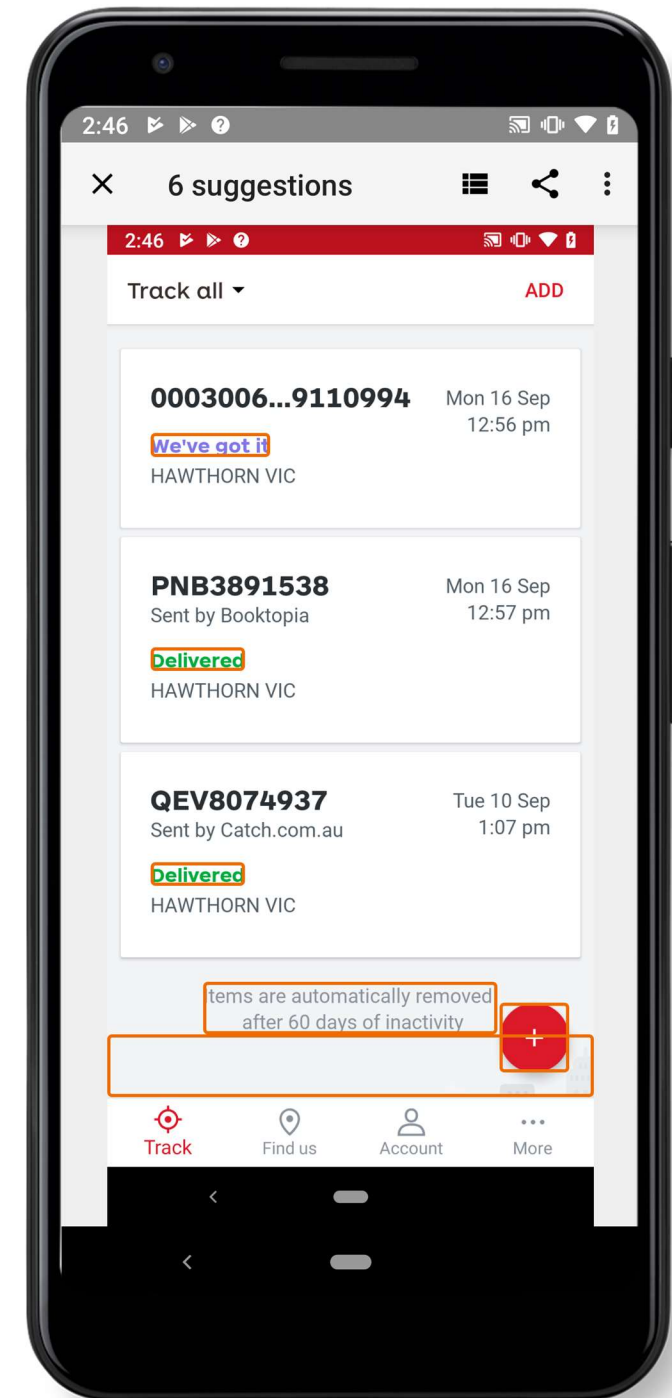 2:46
6 suggestions
2:46
Track all
ADD
0003006...9110994
Mon 16 Sep
12:56 pm
We've got it
HAWTHORN VIC
PNB3891538
Mon 16 Sep
Sent by Booktopia
12:57 pm
Delivered
HAWTHORN VIC
QEV8074937
Tue 10 Sep
Sent by Catch.com.au
1:07 pm
Delivered
HAWTHORN VIC
Items are automatically removed
after 60 days of inactivity
+
Track
Find us
Account
More